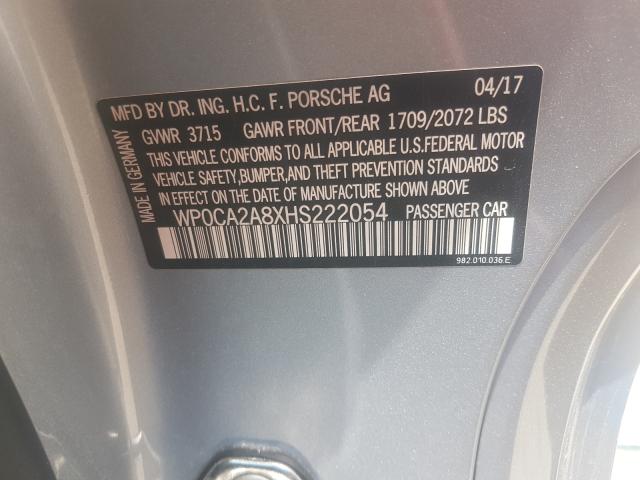 MFD BY DR. ING. H.C. F. PORSCHE AG 04/17
GVWR 3715 GAWR FRONT/REAR 1709/2072 LBS
THIS VEHICLE CONFORMS TO ALL APPLICABLE U.S.FEDERAL MOTOR
VEHICLE SAFETY,BUMPER,AND THEFT PREVENTION STANDARDS
IN EFFECT ON THE DATE OF MANUFACTURE SHOWN ABOVE
WP0CA2A8XHS222054 PASSENGER CAR
982.010.036.E
MADE IN GERMANY